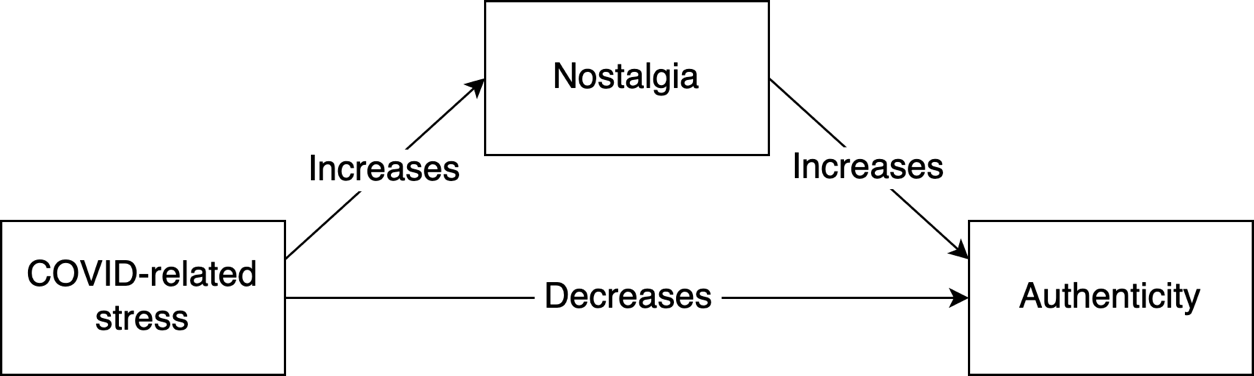 Nostalgia
Increases
Increases
COVID-related
stress
Decreases
Authenticity